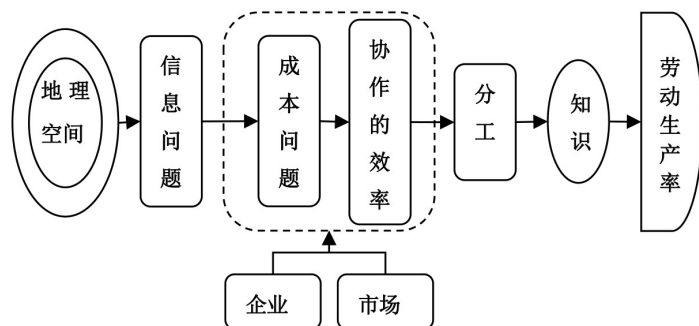 地理
空间
信息问题
成本问题
协作的效率
分工
知识
劳动生产率
企业
市场